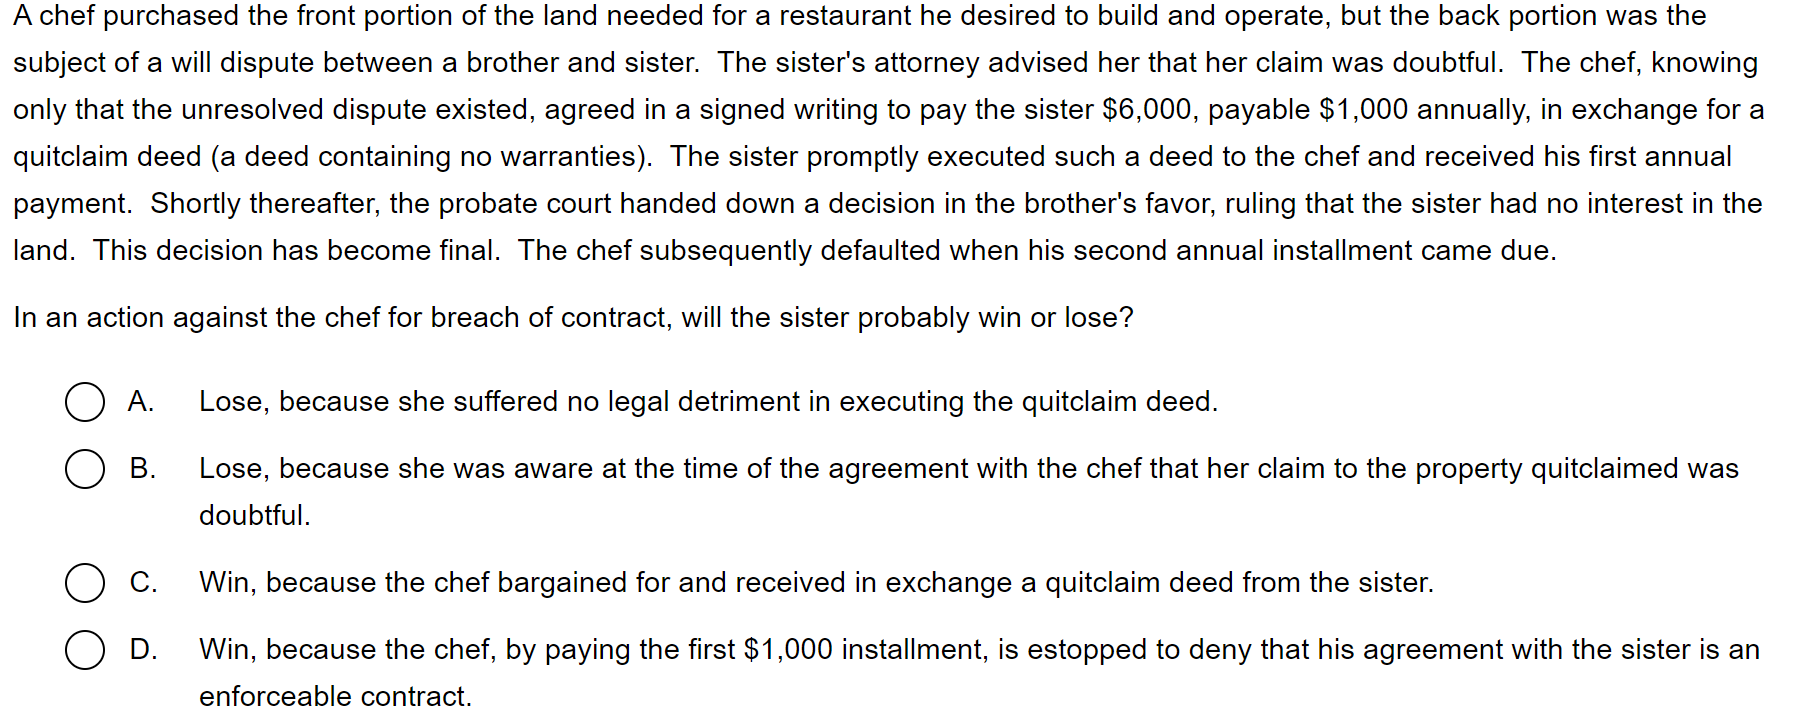 A chef purchased the front portion of the land needed for a restaurant he desired to build and operate, but the back portion was the
subject of a will dispute between a brother and sister.  The sister's attorney advised her that her claim was doubtful.  The chef, knowing
only that the unresolved dispute existed, agreed in a signed writing to pay the sister $6,000, payable $1,000 annually, in exchange for a
quitclaim deed (a deed containing no warranties).  The sister promptly executed such a deed to the chef and received his first annual
payment.  Shortly thereafter, the probate court handed down a decision in the brother's favor, ruling that the sister had no interest in the
land.  This decision has become final.  The chef subsequently defaulted when his second annual installment came due.
In an action against the chef for breach of contract, will the sister probably win or lose?
A. Lose, because she suffered no legal detriment in executing the quitclaim deed.
B. Lose, because she was aware at the time of the agreement with the chef that her claim to the property quitclaimed was
doubtful.
C. Win, because the chef bargained for and received in exchange a quitclaim deed from the sister.
D. Win, because the chef, by paying the first $1,000 installment, is estopped to deny that his agreement with the sister is an
enforceable contract.